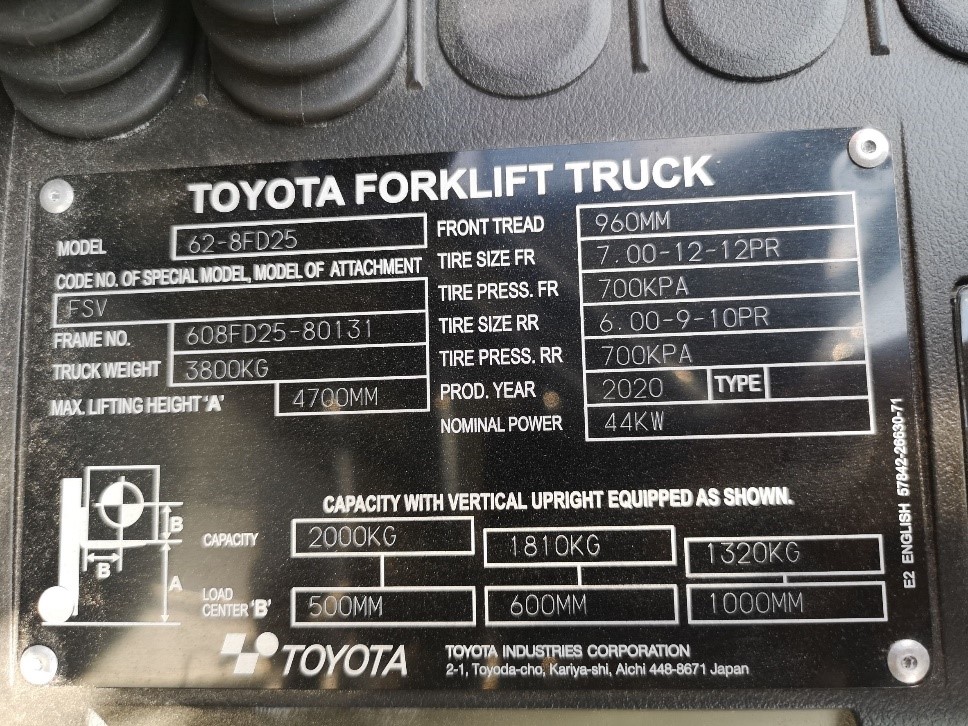 TOYOTA FORKLIFT TRUCK
MODEL 62-8FD25
CODE NO. OF SPECIAL MODEL, MODEL OF ATTACHMENT
FSV
FRAME NO. 608FD25-80131
TRUCK WEIGHT 3800KG
MAX. LIFTING HEIGHT 'A' 4700MM
FRONT TREAD 960MM
TIRE SIZE FR 7.00-12-12PR
TIRE PRESS. FR 700KPA
TIRE SIZE RR 6.00-9-10PR
TIRE PRESS. RR 700KPA
PROD. YEAR 2020 TYPE
NOMINAL POWER 44KW
CAPACITY WITH VERTICAL UPRIGHT EQUIPPED AS SHOWN.
B
B
A
CAPACITY 2000KG 1810KG 1320KG
LOAD
CENTER 'B' 500MM 600MM 1000MM
TOYOTA
TOYOTA INDUSTRIES CORPORATION
2-1, Toyoda-cho, Kariya-shi, Aichi 448-8671 Japan
E2 ENGLISH 57842-26630-71